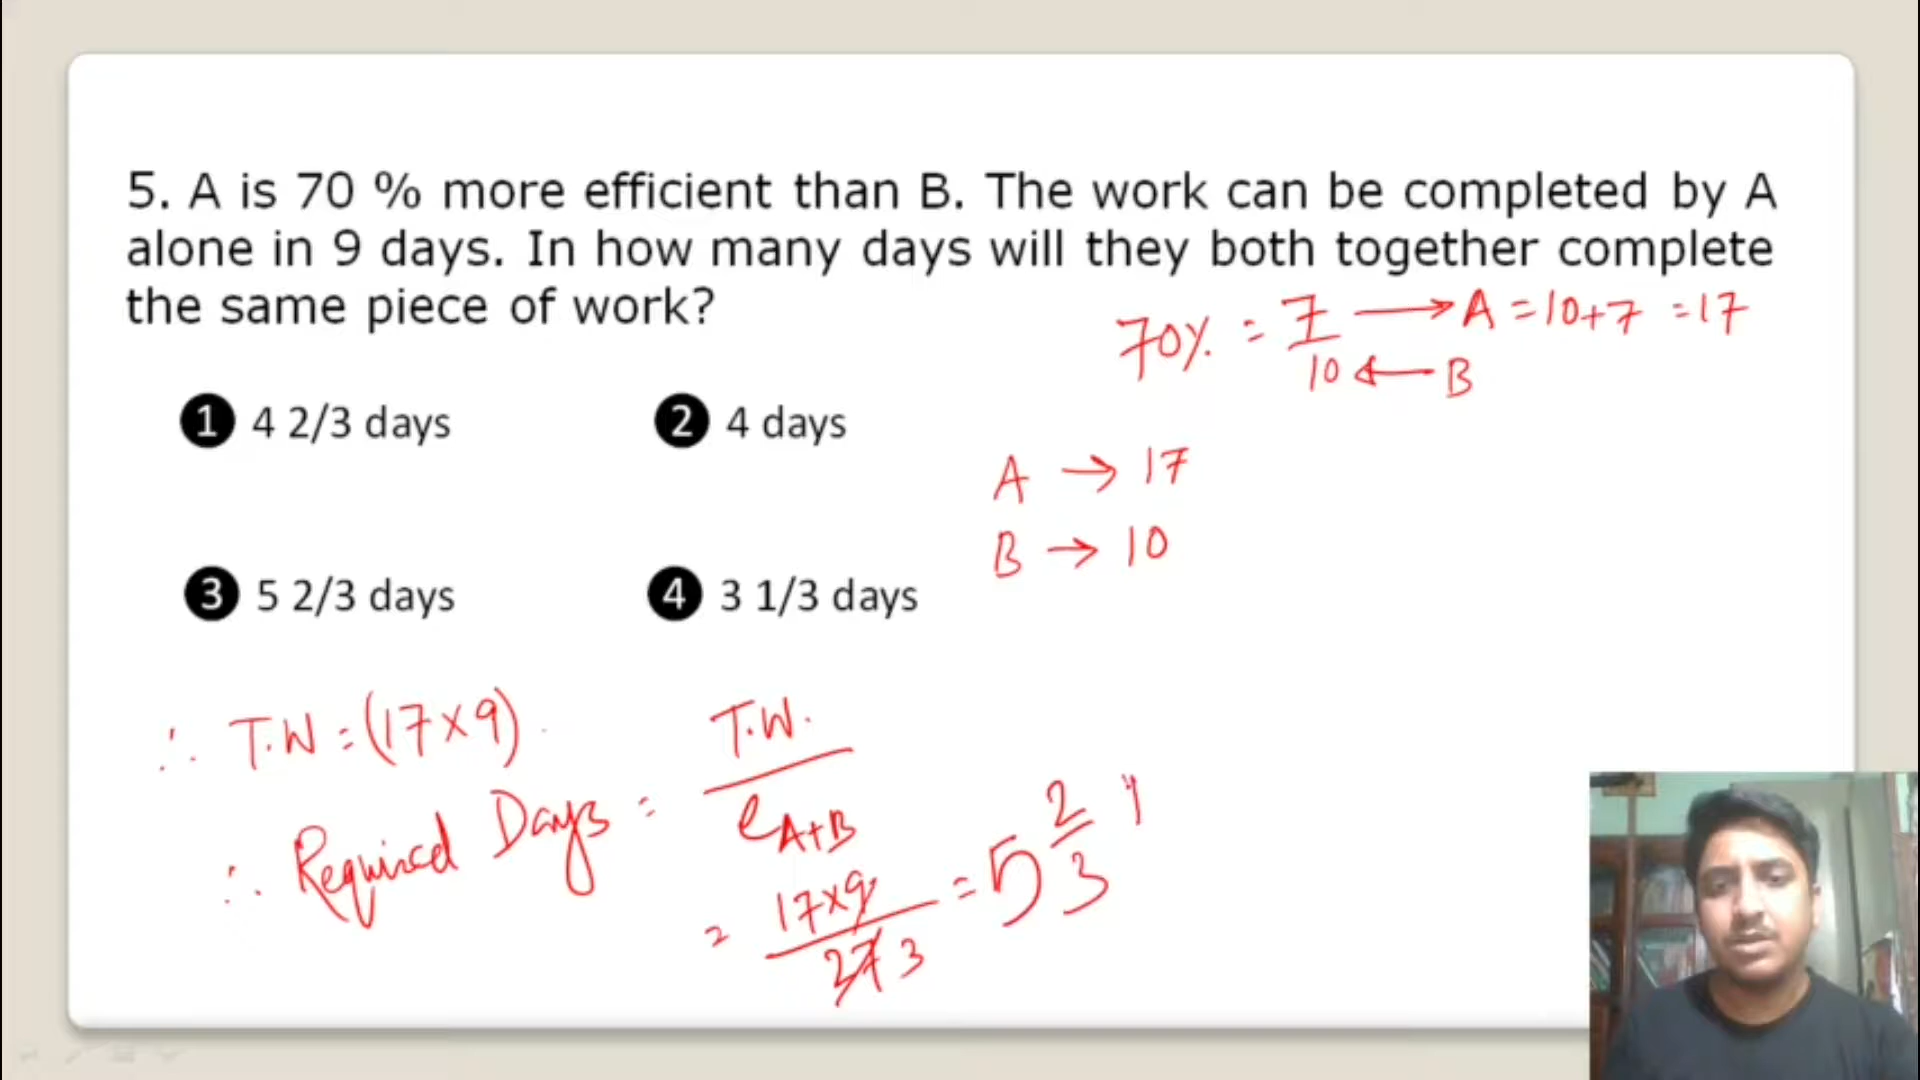 5. A is 70 % more efficient than B. The work can be completed by A
alone in 9 days. In how many days will they both together complete
the same piece of work?
70% = 7/10 → A = 10+7 = 17
10 ← B
1 4 2/3 days
2 4 days
A → 17
B → 10
3 5 2/3 days
4 3 1/3 days
∴ T.W = (17×9)
∴ Required Days = T.W. / e A+B
= 17×9 / 27 3 = 5 2/3